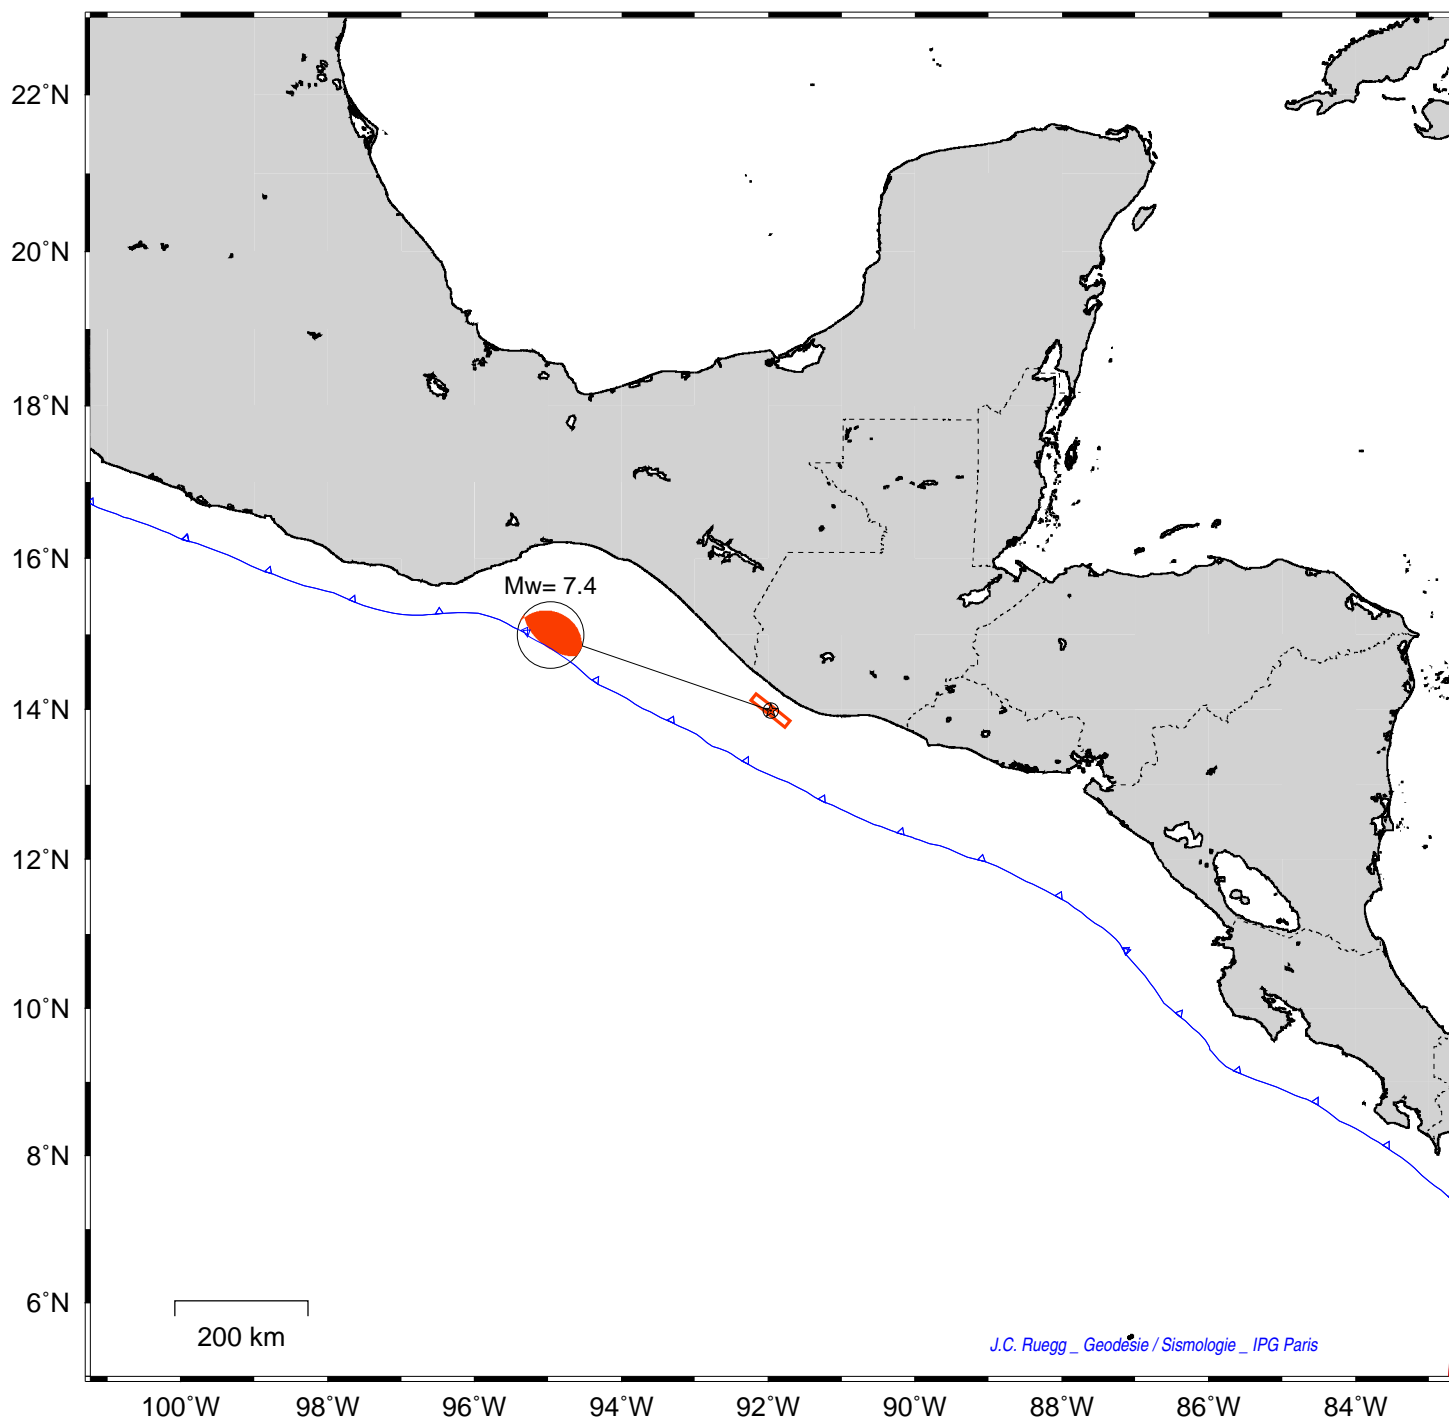 22˚N
20˚N
18˚N
16˚N
Mw= 7.4
14˚N
12˚N
10˚N
8˚N
6˚N
200 km
J.C. Ruegg _ Geodesie / Sismologie _ IPG Paris
100˚W 98˚W 96˚W 94˚W 92˚W 90˚W 88˚W 86˚W 84˚W